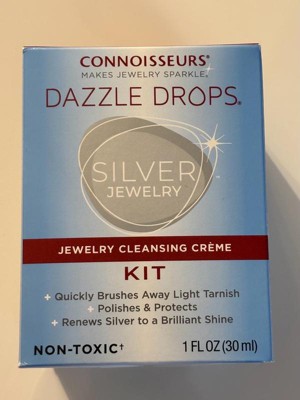 CONNOISSEURS®
MAKES JEWELRY SPARKLE®
DAZZLE DROPS®
SILVER™
JEWELRY
JEWELRY CLEANSING CRÈME
KIT
+ Quickly Brushes Away Light Tarnish
+ Polishes & Protects
+ Renews Silver to a Brilliant Shine
NON-TOXIC† 1 FL OZ (30 ml)